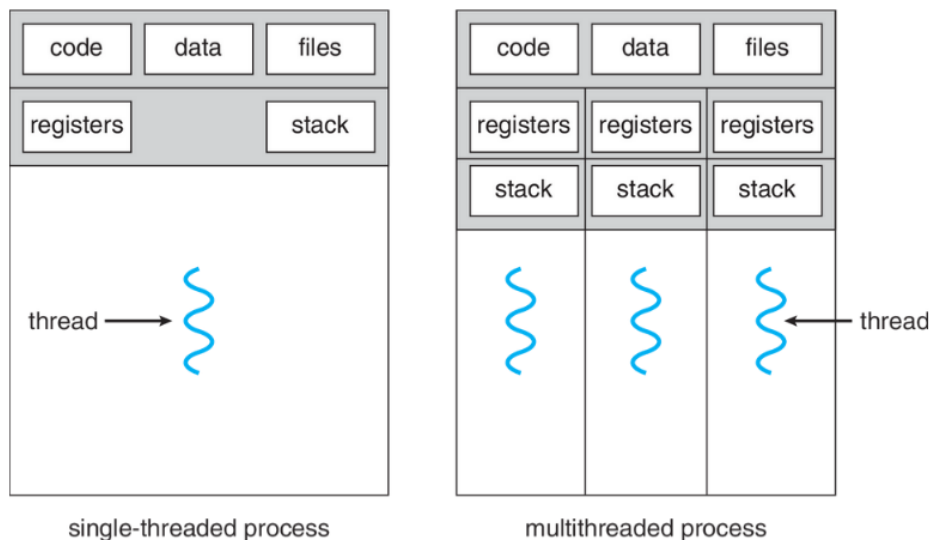 code data files
registers stack
thread
single-threaded process
code data files
registers registers registers
stack stack stack
thread
multithreaded process